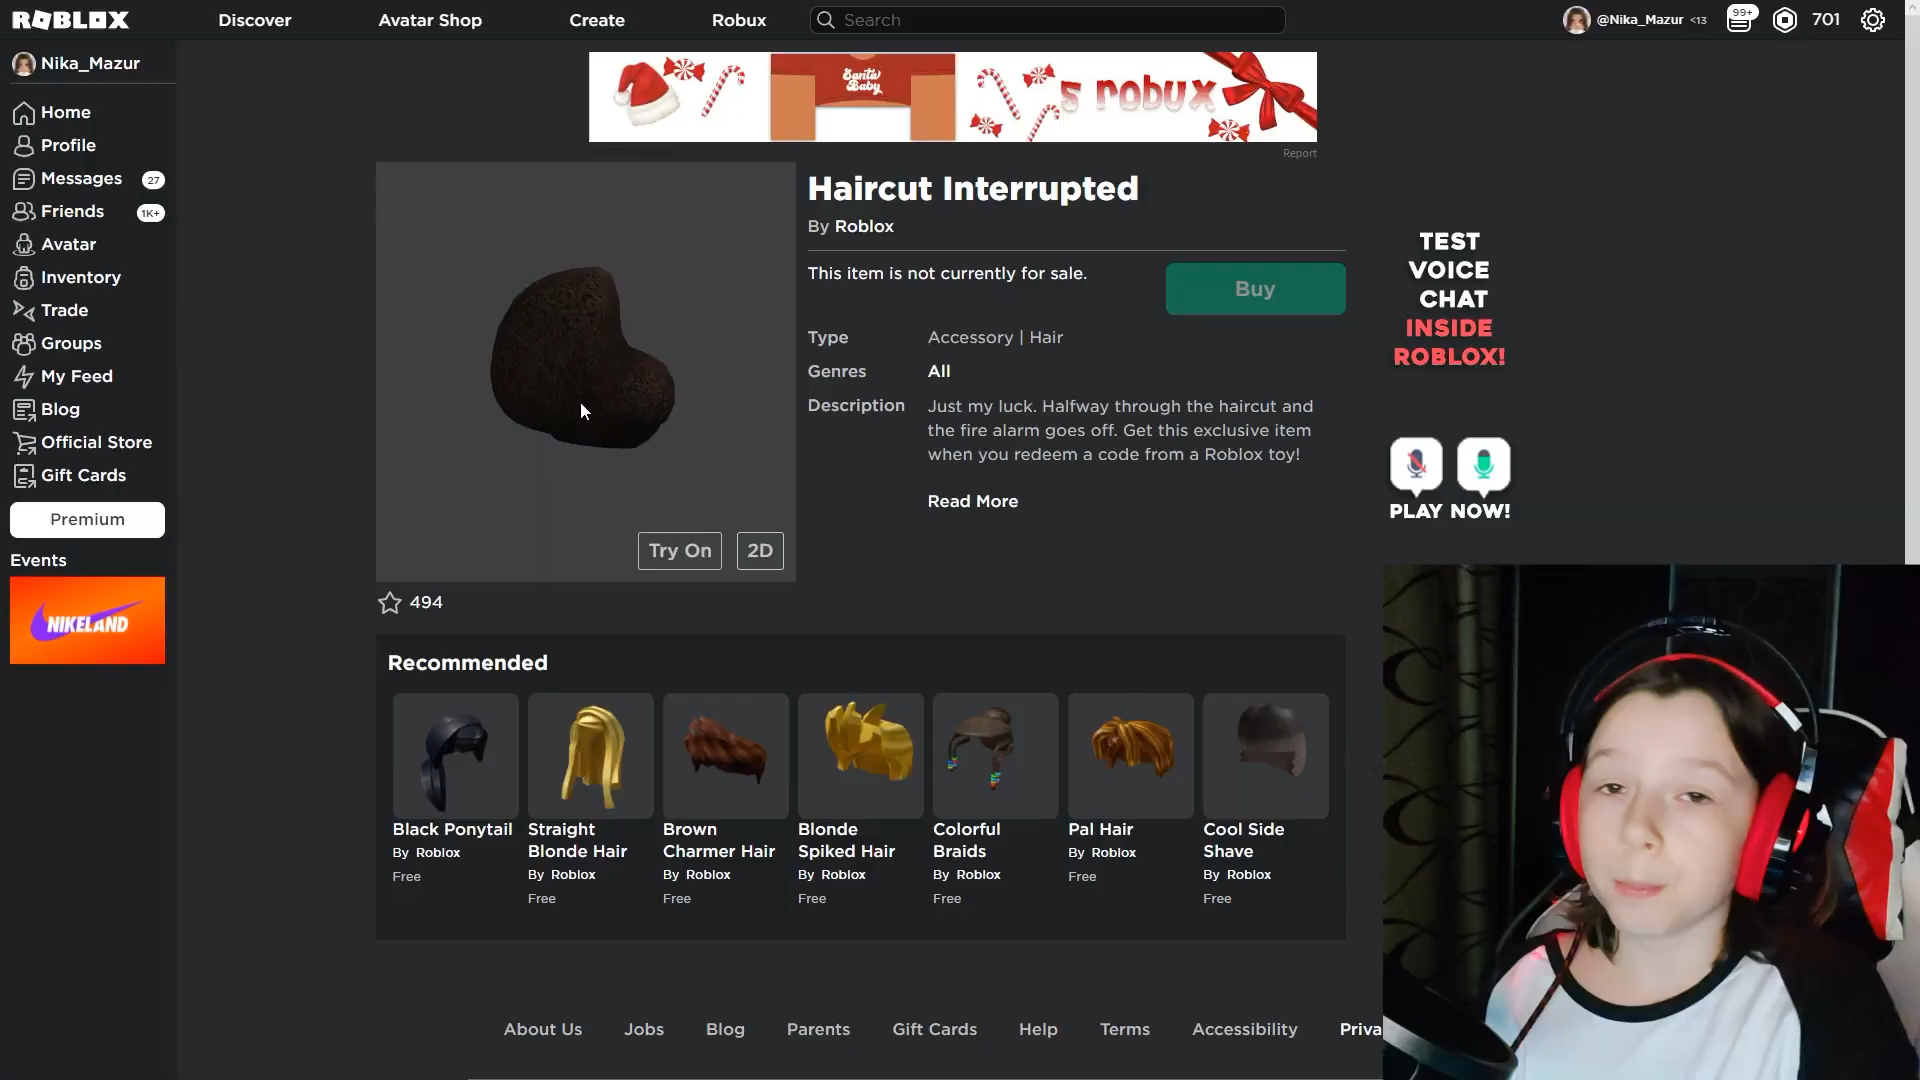 ROBLOX
Discover
Avatar Shop
Create
Robux
Search
@Nika_Mazur <13
99+
701
Nika_Mazur
Home
Profile
Messages 27
Friends 1K+
Avatar
Inventory
Trade
Groups
My Feed
Blog
Official Store
Gift Cards
Premium
Events
NIKELAND
Santa
Baby
5 ROBUX
Report
Haircut Interrupted
By Roblox
This item is not currently for sale.
Buy
Type Accessory | Hair
Genres All
Description Just my luck. Halfway through the haircut and
the fire alarm goes off. Get this exclusive item
when you redeem a code from a Roblox toy!
Read More
Try On
2D
494
TEST
VOICE
CHAT
INSIDE
ROBLOX!
PLAY NOW!
Recommended
Black Ponytail
By Roblox
Free
Straight
Blonde Hair
By Roblox
Free
Brown
Charmer Hair
By Roblox
Free
Blonde
Spiked Hair
By Roblox
Free
Colorful
Braids
By Roblox
Free
Pal Hair
By Roblox
Free
Cool Side
Shave
By Roblox
Free
About Us
Jobs
Blog
Parents
Gift Cards
Help
Terms
Accessibility
Priva